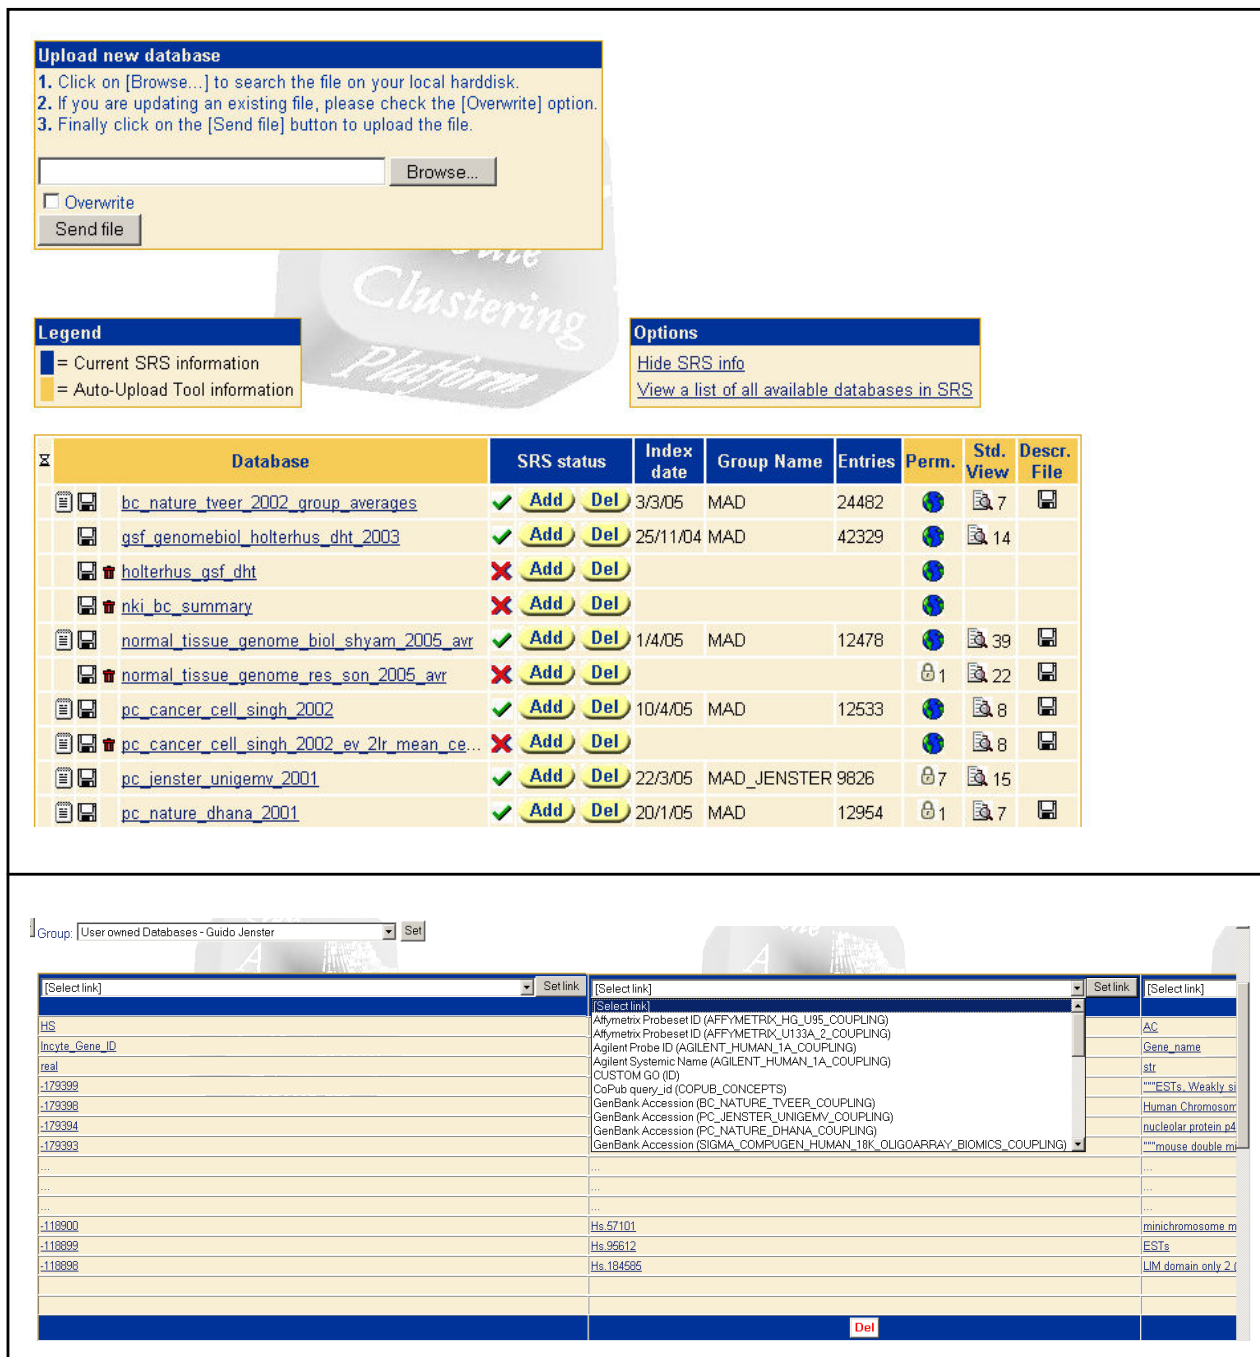 Upload new database
1. Click on [Browse...] to search the file on your local harddisk.
2. If you are updating an existing file, please check the [Overwrite] option.
3. Finally click on the [Send file] button to upload the file.
Browse...
Overwrite
Send file
Clustering
Platform
Legend
= Current SRS information
= Auto-Upload Tool information
Options
Hide SRS info
View a list of all available databases in SRS
Database SRS status Index date Group Name Entries Perm. Std. View Descr. File
bc_nature_tveer_2002_group_averages Add Del 3/3/05 MAD 24482 7
gsf_genomebiol_holterhus_dht_2003 Add Del 25/11/04 MAD 42329 14
holterhus_gsf_dht Add Del
nki_bc_summary Add Del
normal_tissue_genome_biol_shyam_2005_avr Add Del 1/4/05 MAD 12478 39
normal_tissue_genome_res_son_2005_avr Add Del 1 22
pc_cancer_cell_singh_2002 Add Del 10/4/05 MAD 12533 8
pc_cancer_cell_singh_2002_ev_2lr_mean_ce... Add Del 8
pc_jenster_unigemv_2001 Add Del 22/3/05 MAD_JENSTER 9826 7 15
pc_nature_dhana_2001 Add Del 20/1/05 MAD 12954 1 7
Group: User owned Databases - Guido Jenster Set
[Select link] Set link [Select link] Set link [Select link]
[Select link]
Affymetrix Probeset ID (AFFYMETRIX_HG_U95_COUPLING)
Affymetrix Probeset ID (AFFYMETRIX_U133A_2_COUPLING)
Agilent Probe ID (AGILENT_HUMAN_1A_COUPLING)
Agilent Systemic Name (AGILENT_HUMAN_1A_COUPLING)
CUSTOM GO (ID)
CoPub query_id (COPUB_CONCEPTS)
GenBank Accession (BC_NATURE_TVEER_COUPLING)
GenBank Accession (PC_JENSTER_UNIGEMV_COUPLING)
GenBank Accession (PC_NATURE_DHANA_COUPLING)
GenBank Accession (SIGMA_COMPUGEN_HUMAN_18K_OLIGOARRAY_BIOMICS_COUPLING)
HS AC
Incyte_Gene_ID Gene_name
real str
-179399 """ESTs, Weakly si
-179398 Human Chromosom
-179394 nucleolar protein p4
-179393 """mouse double mi
... ... ...
... ... ...
... ... ...
-118900 Hs.57101 minichromosome m
-118899 Hs.95612 ESTs
-118898 Hs.184585 LIM domain only 2 (
Del